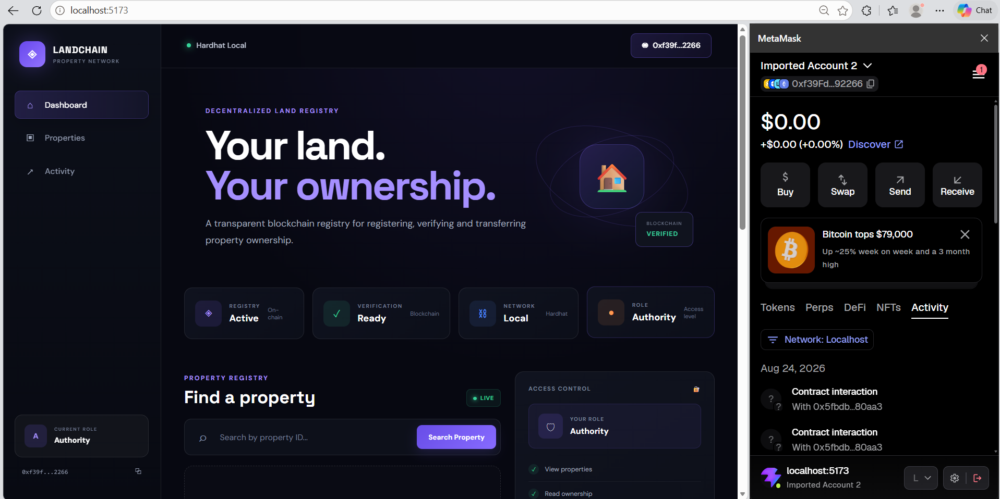 localhost:5173
Chat
LANDCHAIN
PROPERTY NETWORK
Dashboard
Properties
Activity
A
CURRENT ROLE
Authority
0xf39f...2266
Hardhat Local
0xf39f...2266
DECENTRALIZED LAND REGISTRY
Your land.
Your ownership.
A transparent blockchain registry for registering, verifying and transferring
property ownership.
BLOCKCHAIN
VERIFIED
REGISTRY
Active
On-
chain
VERIFICATION
Ready
Blockchain
NETWORK
Local
Hardhat
ROLE
Authority
Access
level
PROPERTY REGISTRY
Find a property
LIVE
Search by property ID...
Search Property
ACCESS CONTROL
YOUR ROLE
Authority
View properties
Read ownership
MetaMask
Imported Account 2
1
0xf39Fd...92266
$0.00
+$0.00 (+0.00%) Discover
$
Buy
Swap
Send
Receive
Bitcoin tops $79,000
Up ~25% week on week and a 3 month
high
Tokens
Perps
DeFi
NFTs
Activity
Network: Localhost
Aug 24, 2026
?
?
Contract interaction
With 0x5fbdb...80aa3
?
?
Contract interaction
With 0x5fbdb...80aa3
localhost:5173
Imported Account 2
L